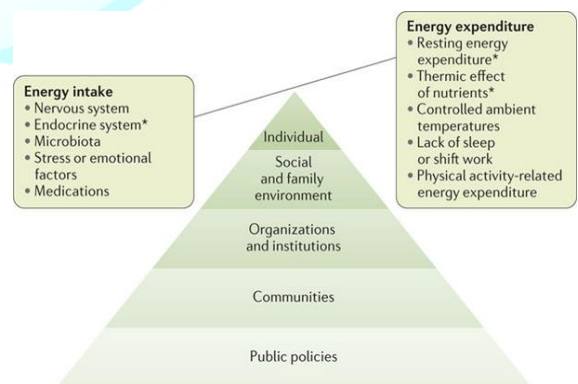 Energy intake
• Nervous system
• Endocrine system*
• Microbiota
• Stress or emotional
factors
• Medications
Energy expenditure
• Resting energy
expenditure*
• Thermic effect
of nutrients*
• Controlled ambient
temperatures
• Lack of sleep
or shift work
• Physical activity-related
energy expenditure
Individual
Social
and family
environment
Organizations
and institutions
Communities
Public policies